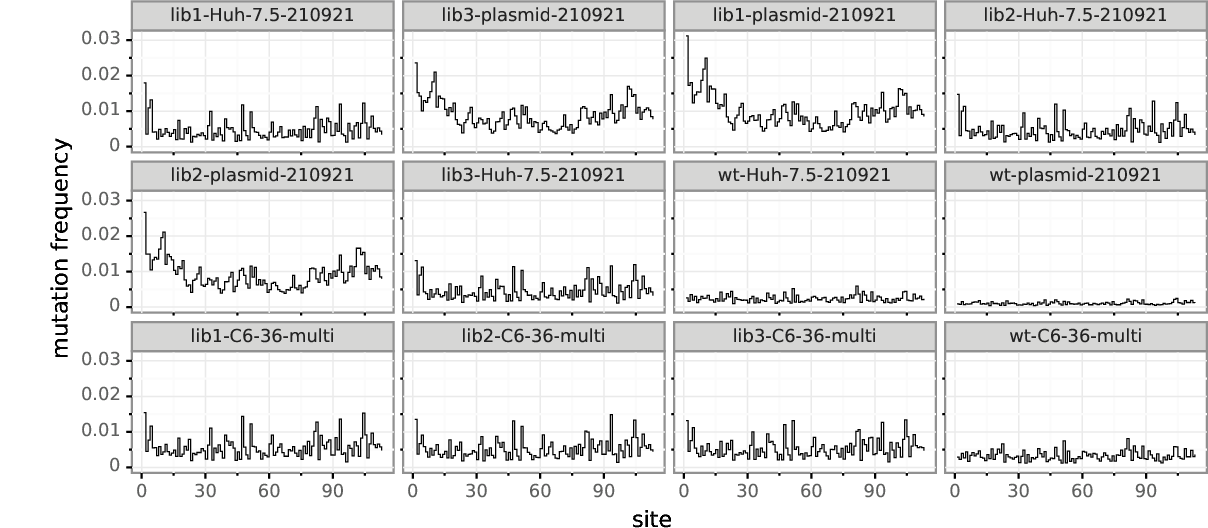 lib1-Huh-7.5-210921 lib3-plasmid-210921 lib1-plasmid-210921 lib2-Huh-7.5-210921
0.03
0.02
0.01
0
lib2-plasmid-210921 lib3-Huh-7.5-210921 wt-Huh-7.5-210921 wt-plasmid-210921
0.03
0.02
0.01
0
mutation frequency
lib1-C6-36-multi lib2-C6-36-multi lib3-C6-36-multi wt-C6-36-multi
0.03
0.02
0.01
0
0 30 60 90 0 30 60 90 0 30 60 90 0 30 60 90
site